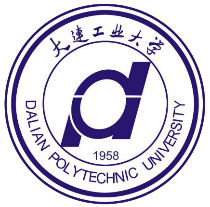 大連工业大学
1958
DALIAN POLYTECHNIC UNIVERSITY